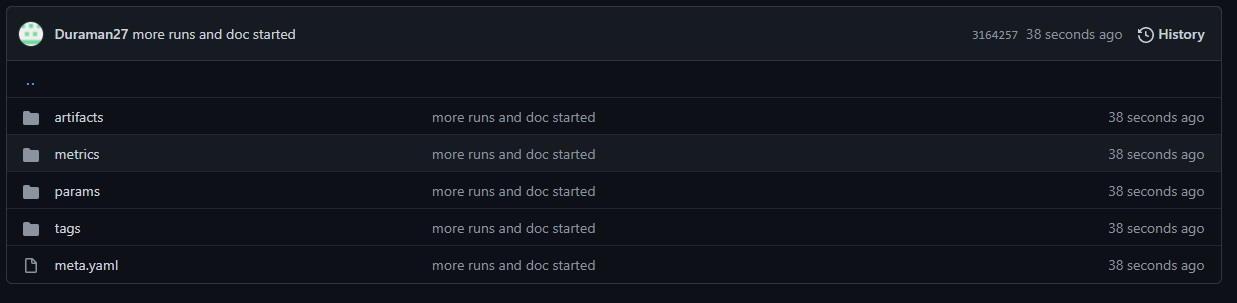 Duraman27 more runs and doc started 3164257 38 seconds ago History
..
artifacts more runs and doc started 38 seconds ago
metrics more runs and doc started 38 seconds ago
params more runs and doc started 38 seconds ago
tags more runs and doc started 38 seconds ago
meta.yaml more runs and doc started 38 seconds ago